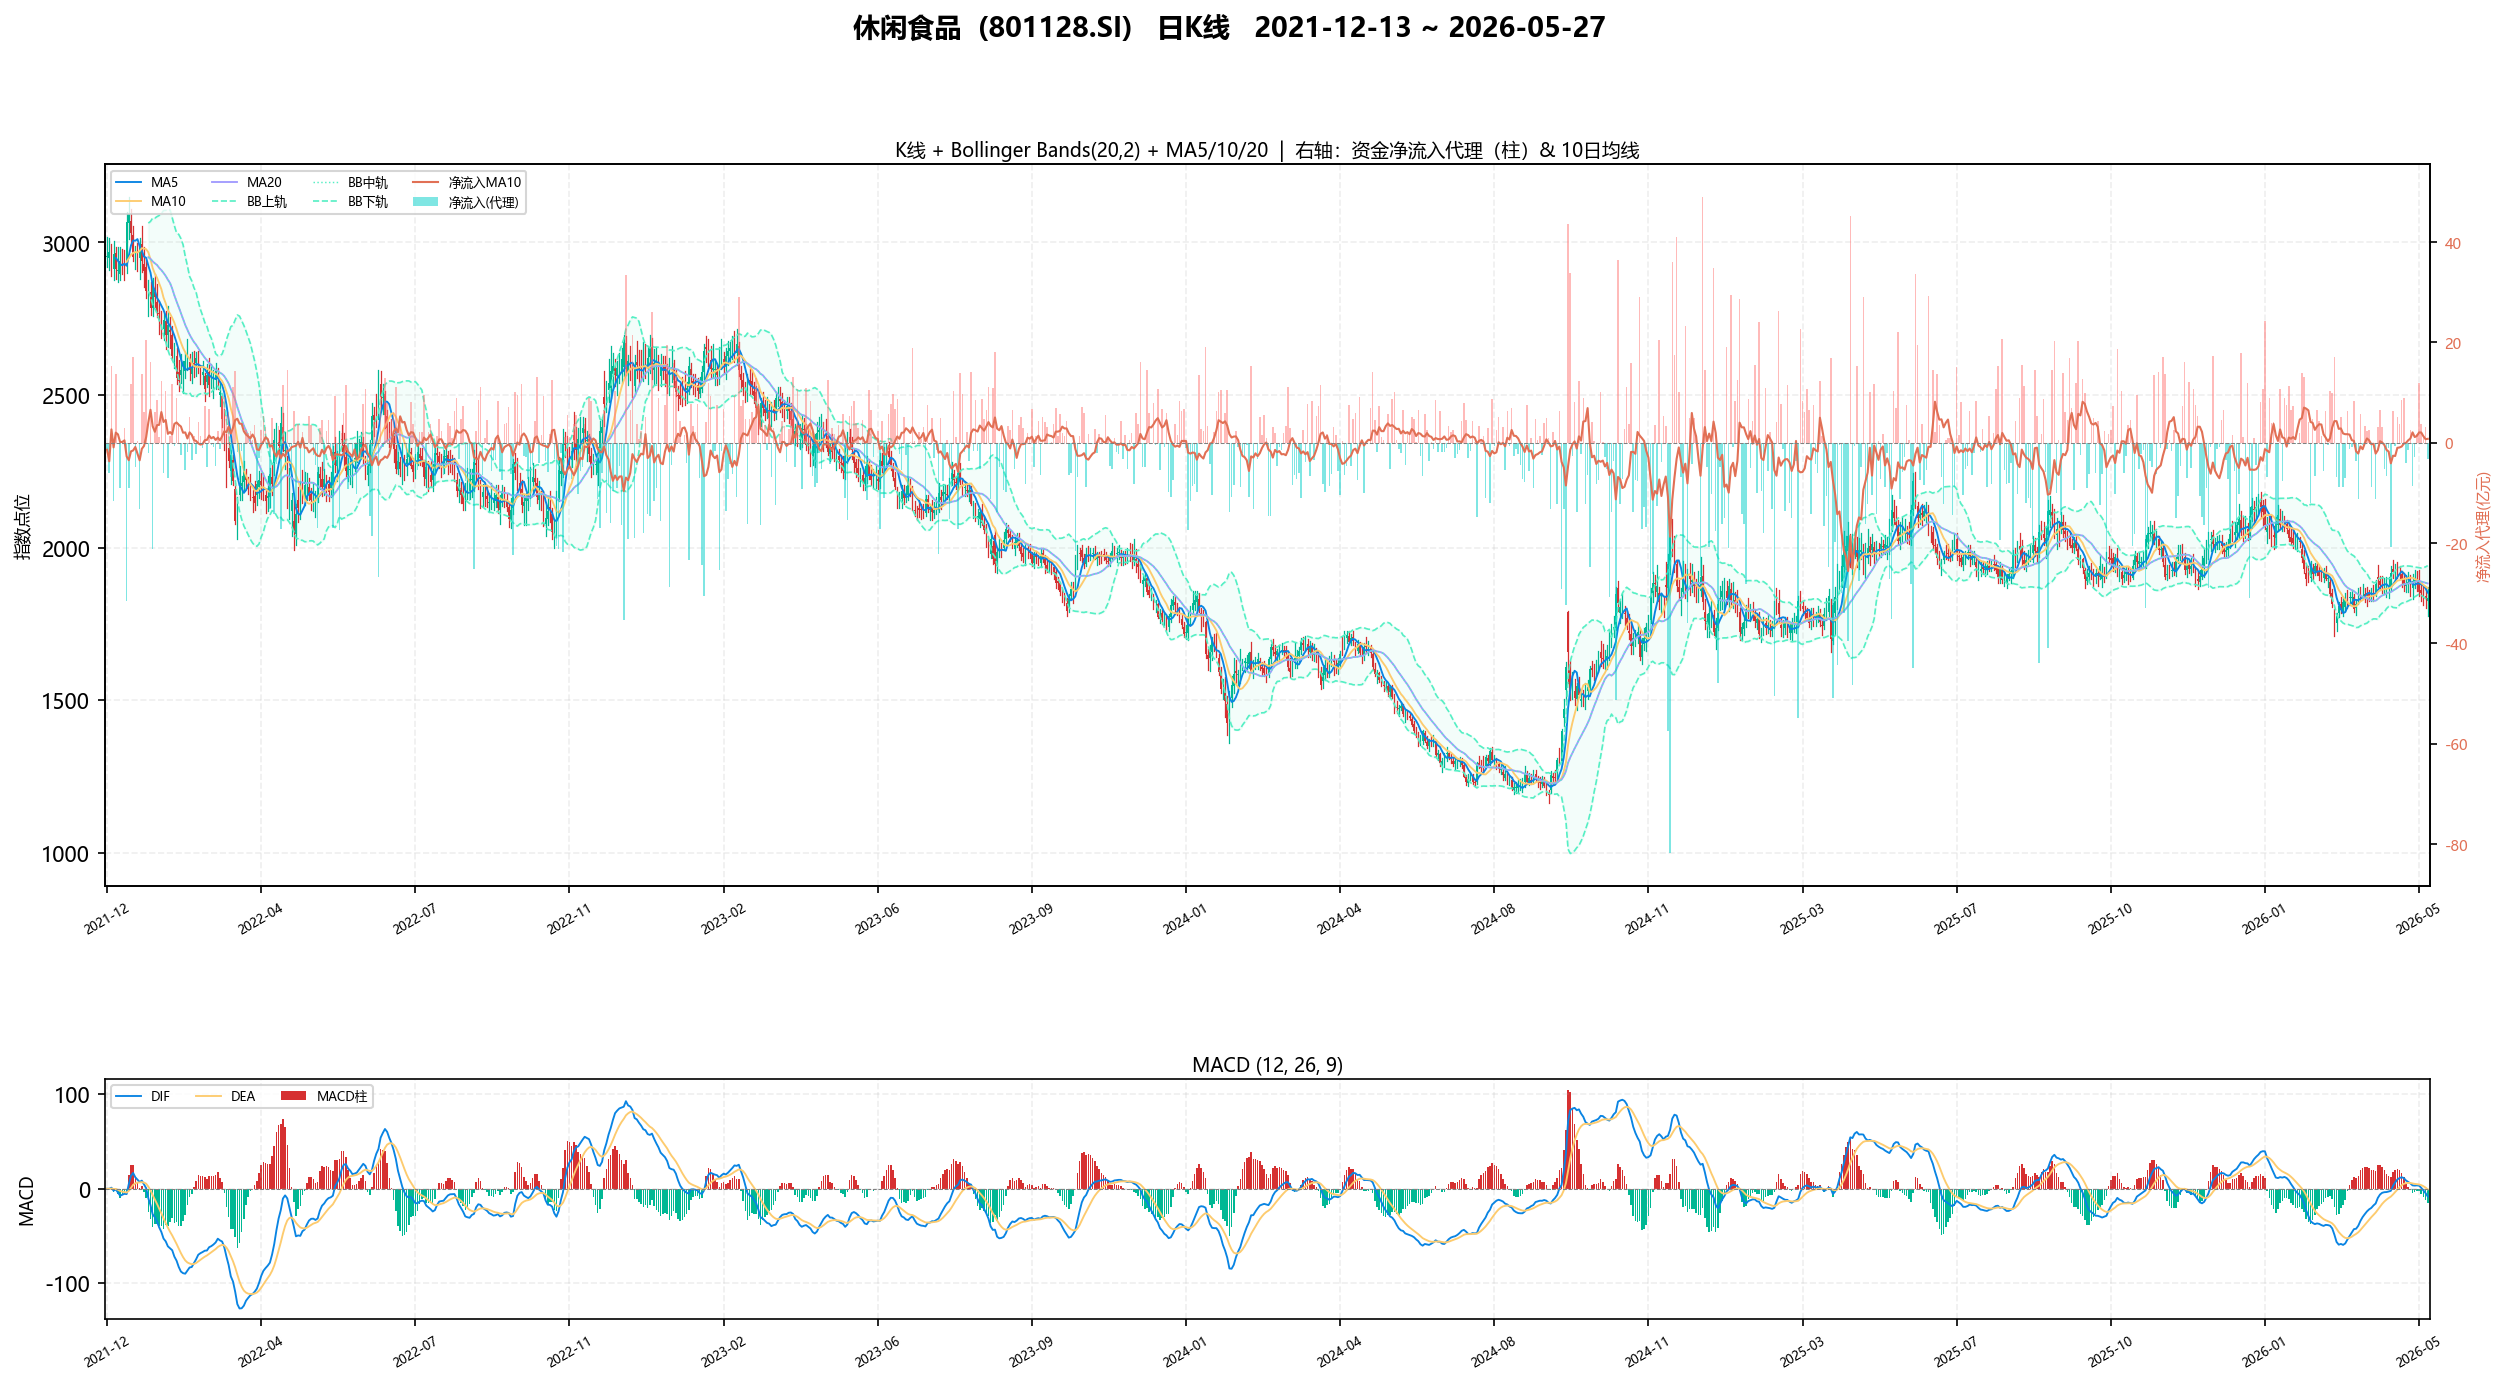 休闲食品 (801128.SI) 日K线 2021-12-13 ~ 2026-05-27
K线 + Bollinger Bands(20,2) + MA5/10/20 | 右轴：资金净流入代理（柱）& 10日均线
MA5 MA20 BB中轨 净流入MA10
MA10 BB上轨 BB下轨 净流入(代理)
3000
2500
2000
1500
1000
指数点位
40
20
0
-20
-40
-60
-80
净流入代理(亿元)
2021-12 2022-04 2022-07 2022-11 2023-02 2023-06 2023-09 2024-01 2024-04 2024-08 2024-11 2025-03 2025-07 2025-10 2026-01 2026-05
MACD (12, 26, 9)
DIF DEA MACD柱
100
0
-100
MACD
2021-12 2022-04 2022-07 2022-11 2023-02 2023-06 2023-09 2024-01 2024-04 2024-08 2024-11 2025-03 2025-07 2025-10 2026-01 2026-05